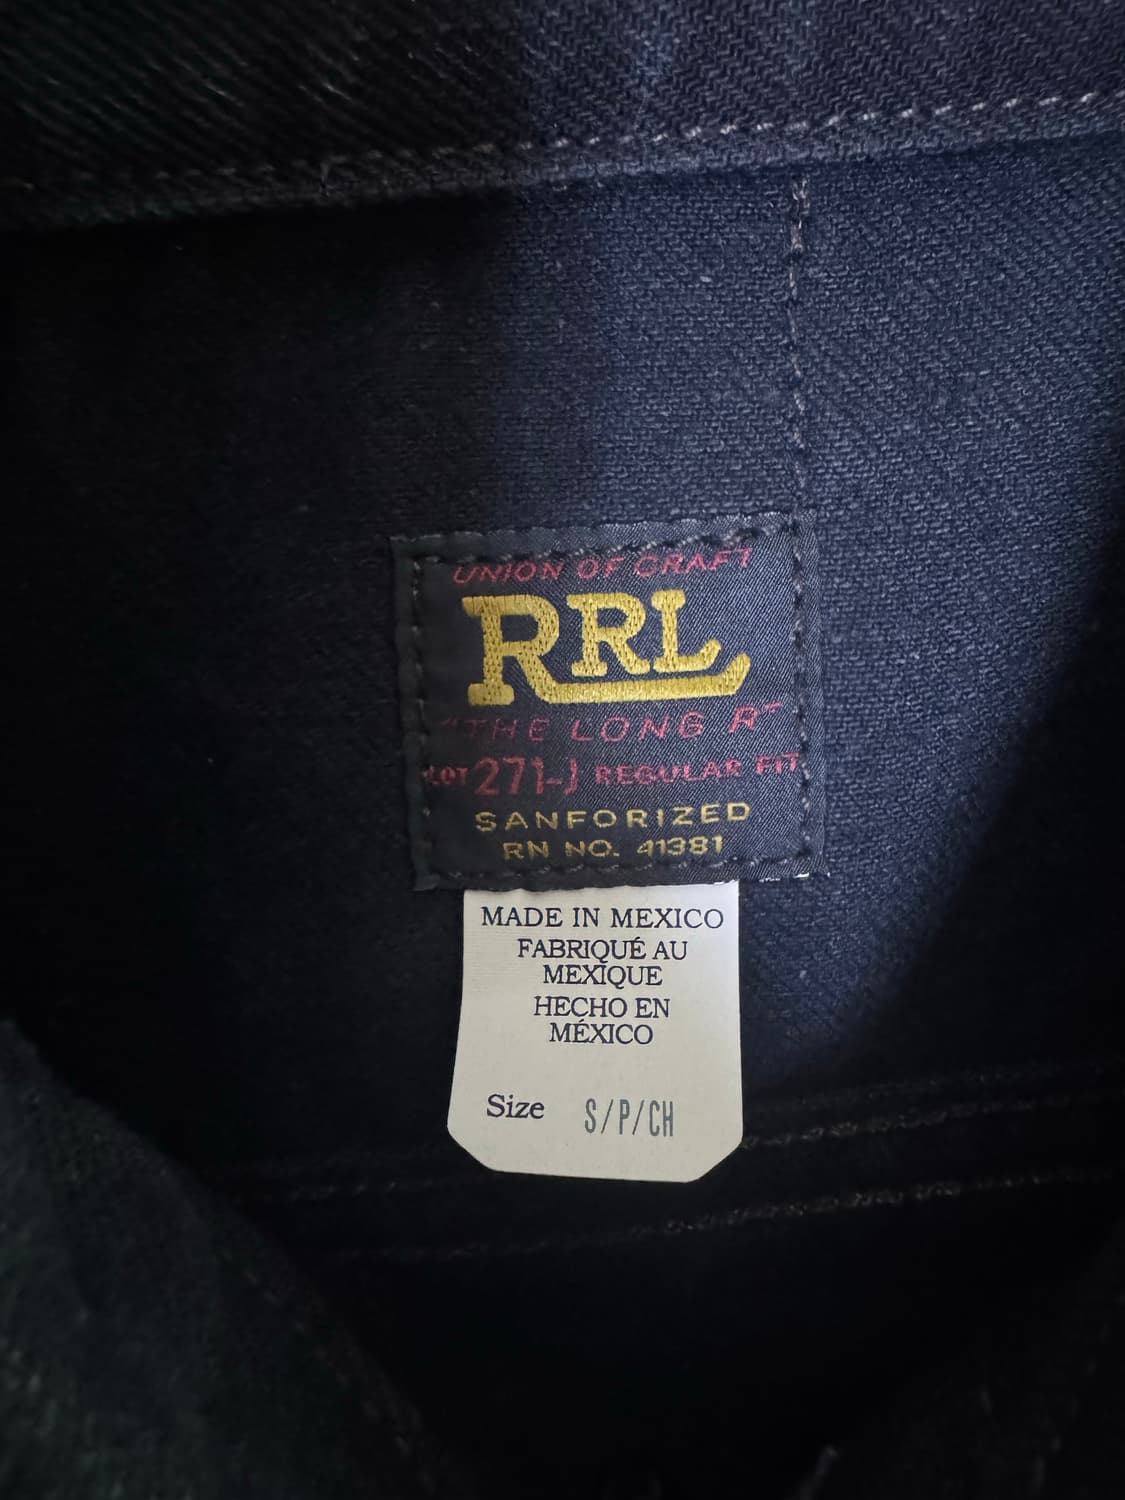 UNION OF CRAFT
RRL
"THE LONG R"
LOT 271-J REGULAR FIT
SANFORIZED
RN NO. 41381
MADE IN MEXICO
FABRIQUÉ AU
MEXIQUE
HECHO EN
MÉXICO
Size S/P/CH